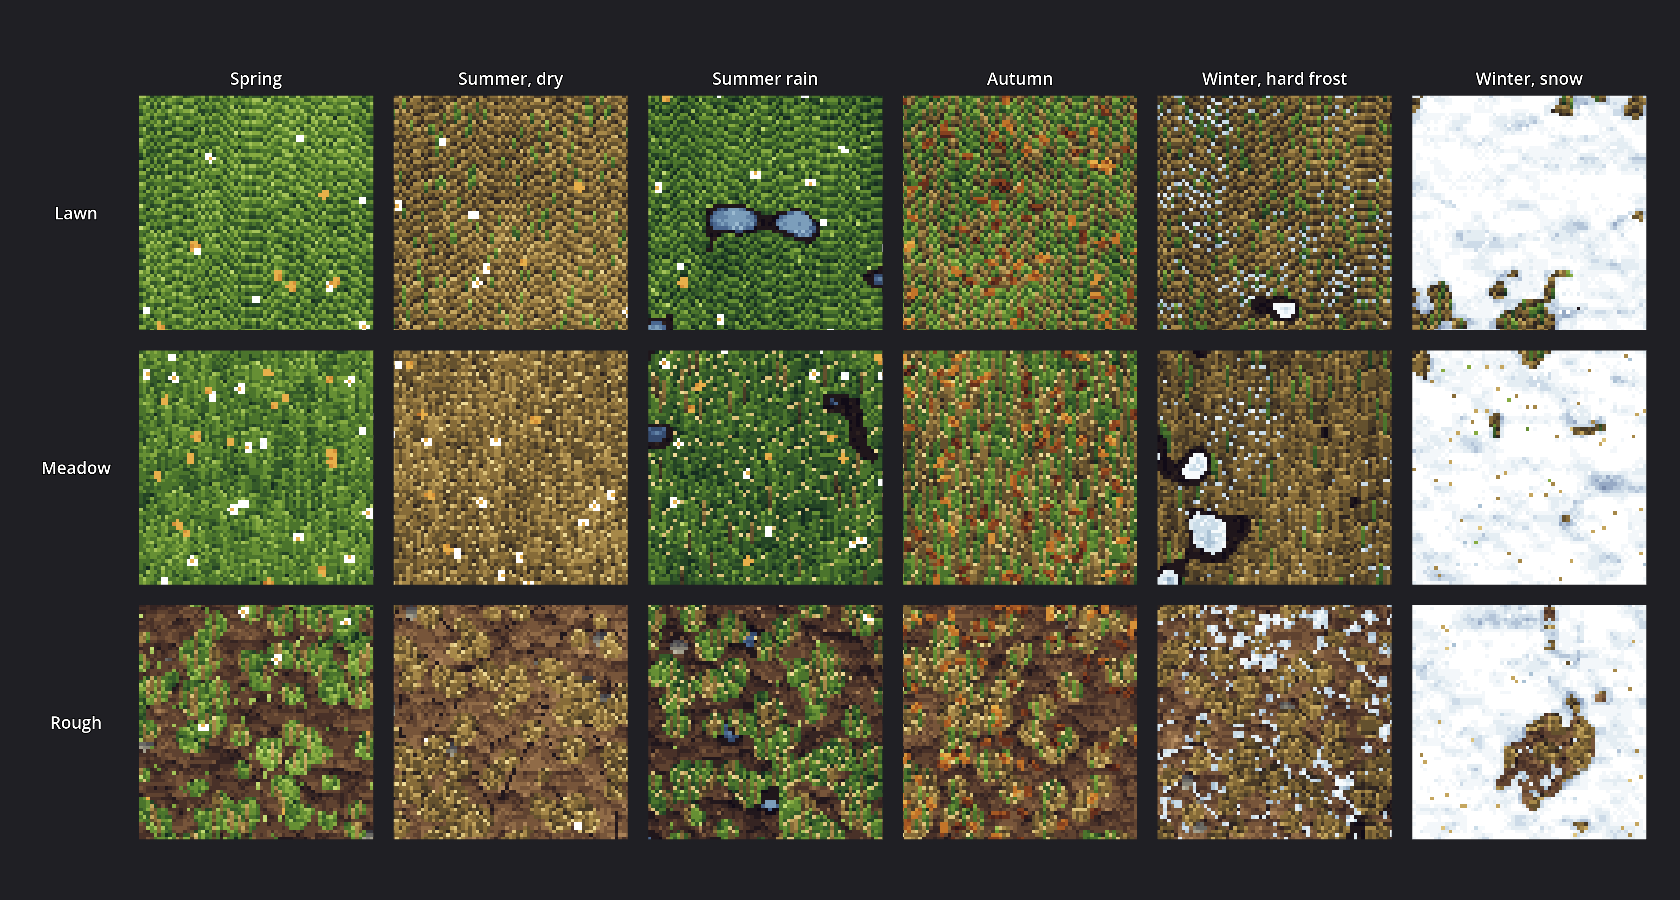 Spring Summer, dry Summer rain Autumn Winter, hard frost Winter, snow
Lawn
Meadow
Rough